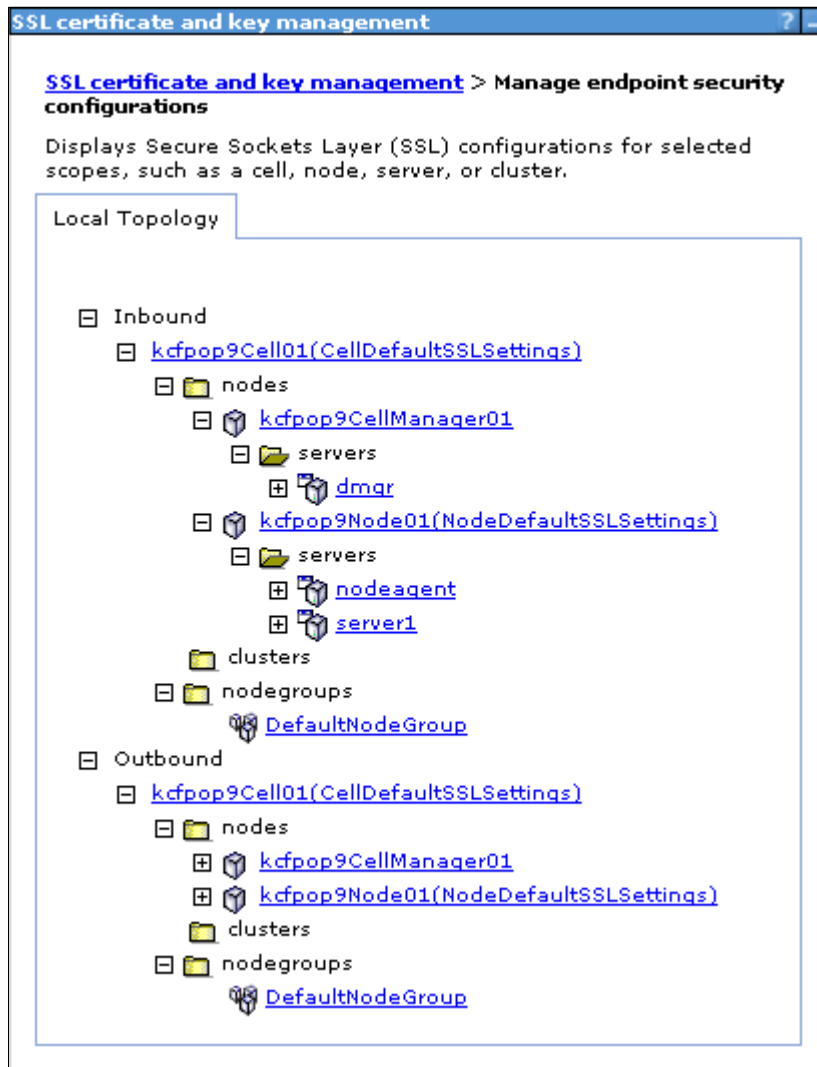 SSL certificate and key management ? -
SSL certificate and key management > Manage endpoint security
configurations
Displays Secure Sockets Layer (SSL) configurations for selected
scopes, such as a cell, node, server, or cluster.
Local Topology
Inbound
kcfpop9Cell01(CellDefaultSSLSettings)
nodes
kcfpop9CellManager01
servers
dmgr
kcfpop9Node01(NodeDefaultSSLSettings)
servers
nodeagent
server1
clusters
nodegroups
DefaultNodeGroup
Outbound
kcfpop9Cell01(CellDefaultSSLSettings)
nodes
kcfpop9CellManager01
kcfpop9Node01(NodeDefaultSSLSettings)
clusters
nodegroups
DefaultNodeGroup